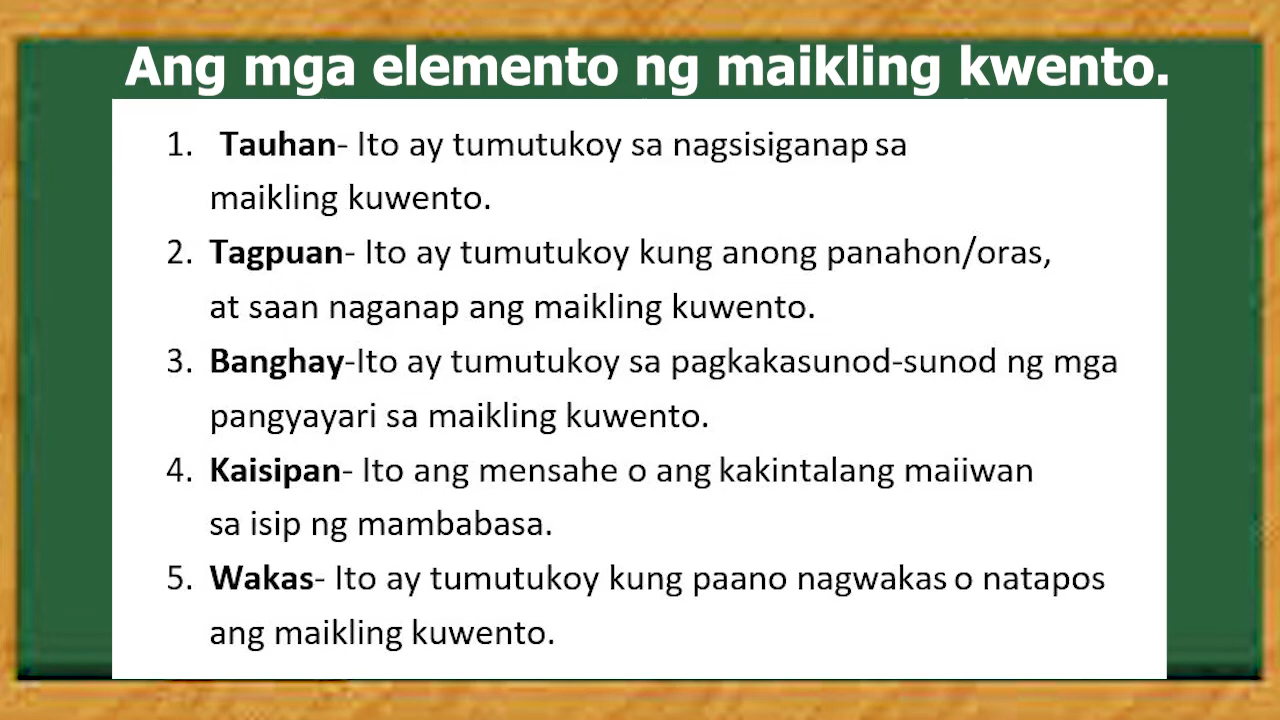 Ang mga elemento ng maikling kwento.
1. Tauhan- Ito ay tumutukoy sa nagsisiganap sa
maikling kuwento.
2. Tagpuan- Ito ay tumutukoy kung anong panahon/oras,
at saan naganap ang maikling kuwento.
3. Banghay-Ito ay tumutukoy sa pagkakasunod-sunod ng mga
pangyayari sa maikling kuwento.
4. Kaisipan- Ito ang mensahe o ang kakintalang maiiwan
sa isip ng mambabasa.
5. Wakas- Ito ay tumutukoy kung paano nagwakas o natapos
ang maikling kuwento.